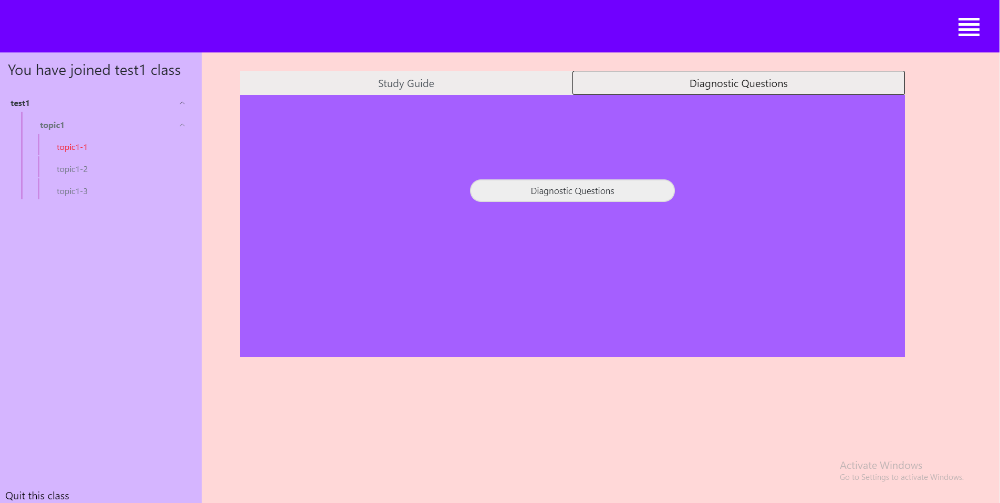 You have joined test1 class
test1
topic1
topic1-1
topic1-2
topic1-3
Quit this class
Study Guide
Diagnostic Questions
Diagnostic Questions
Activate Windows
Go to Settings to activate Windows.